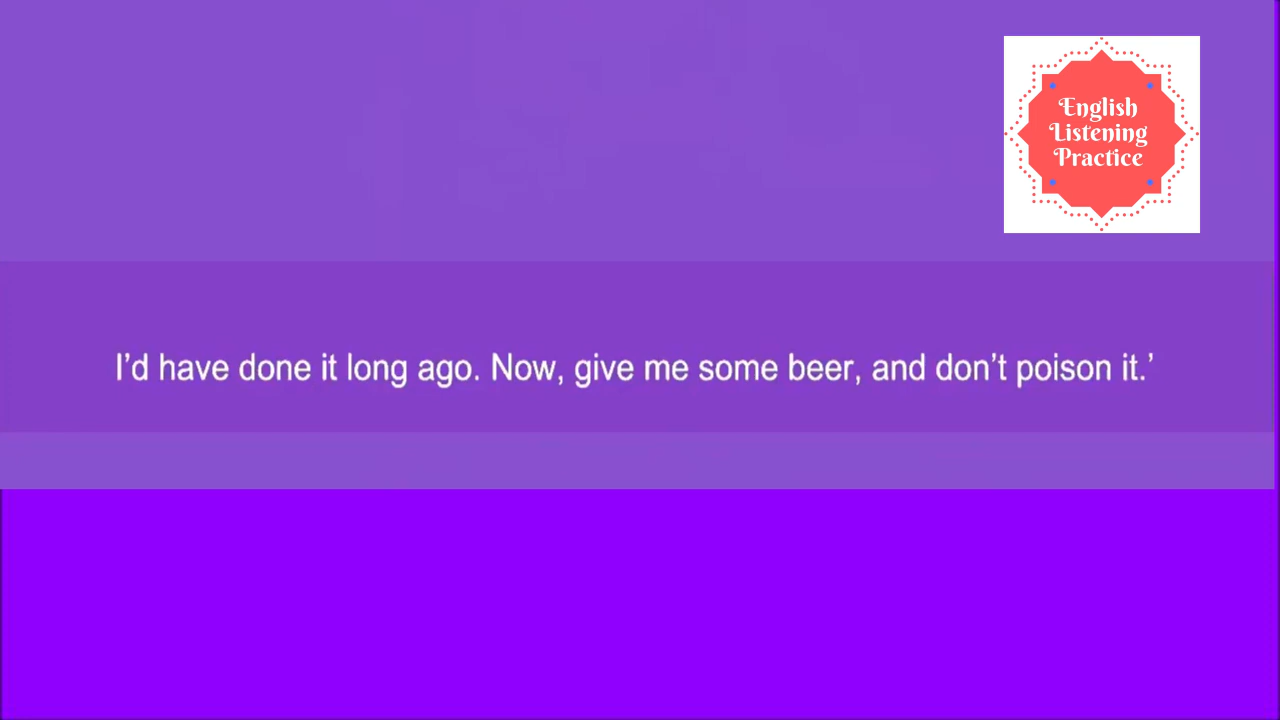 English
Listening
Practice
I’d have done it long ago. Now, give me some beer, and don’t poison it.’